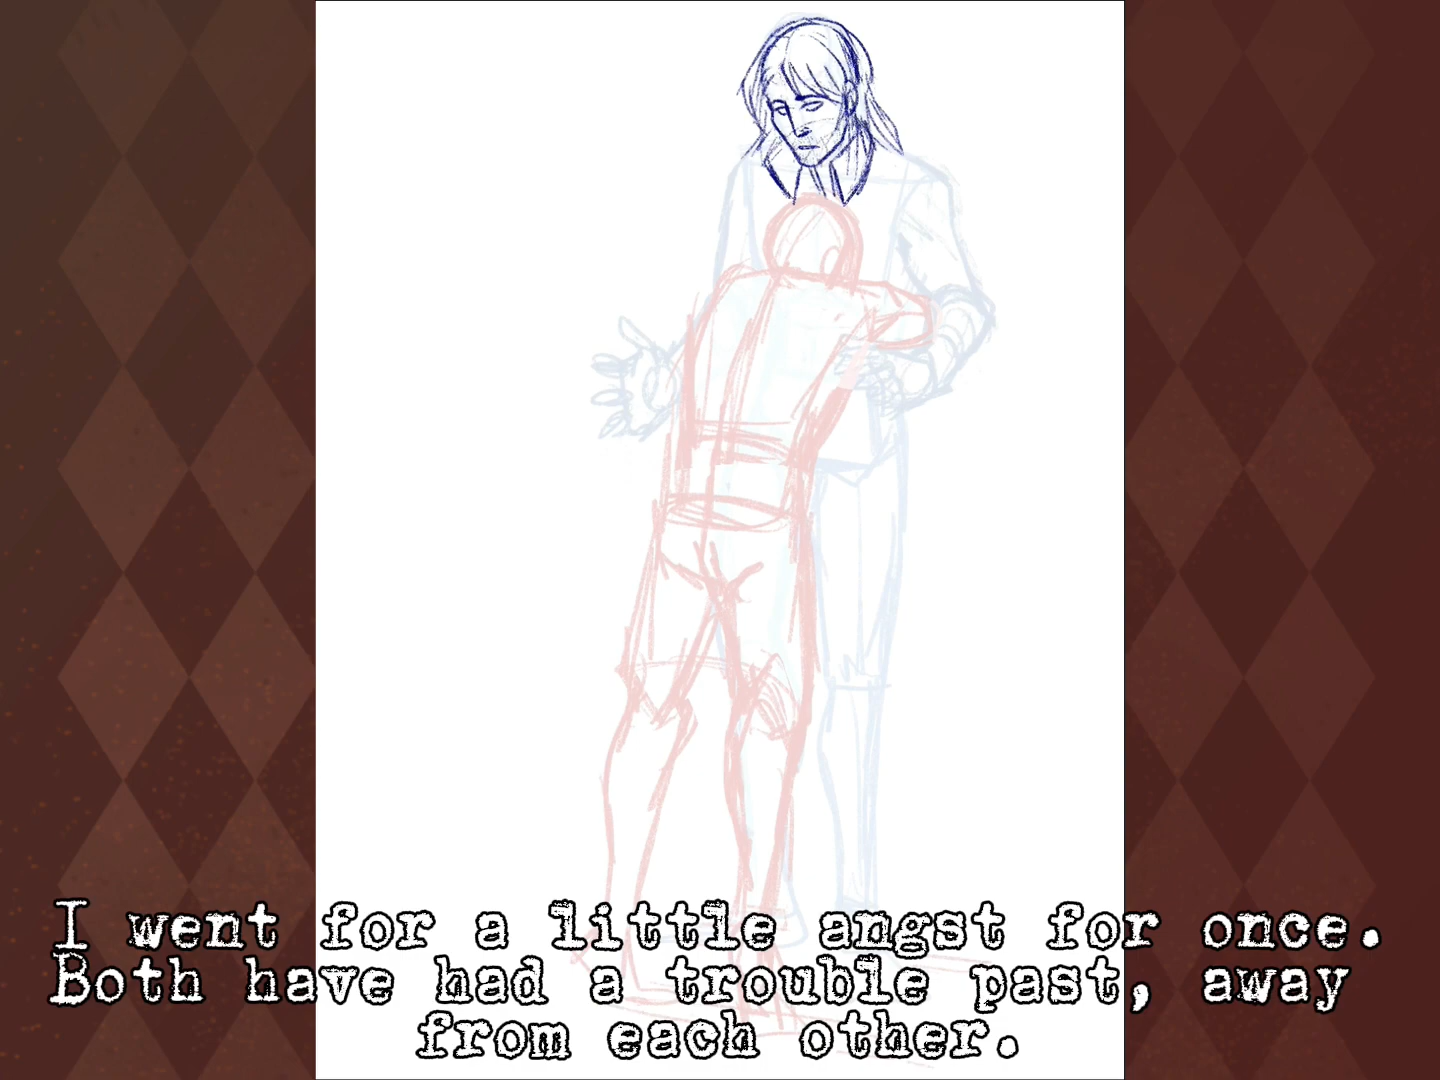 I went for a little angst for once.
Both have had a trouble past, away
from each other.